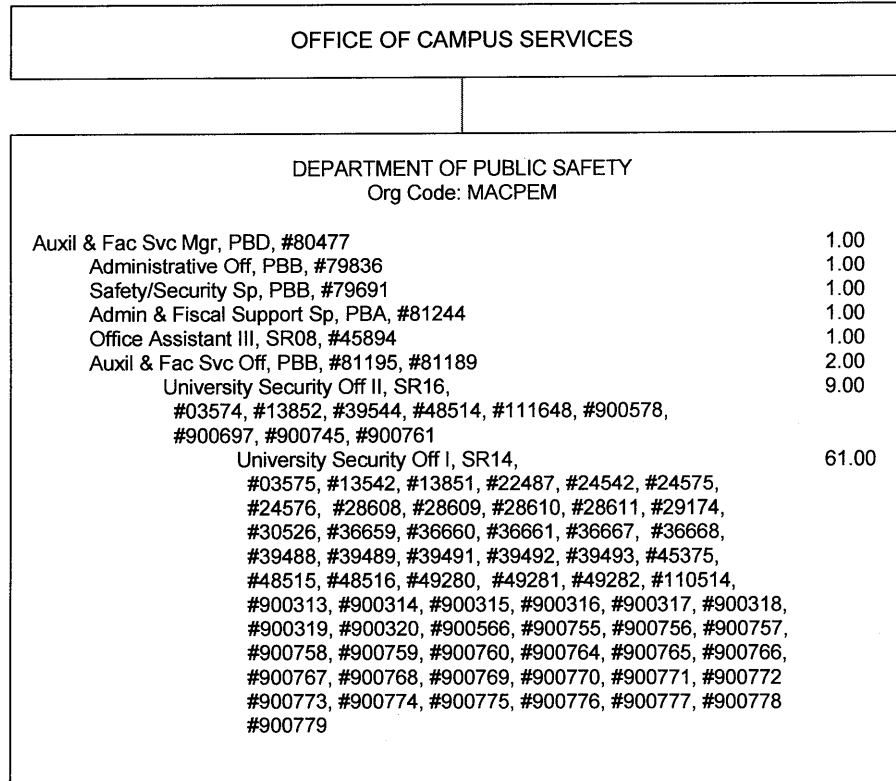 OFFICE OF CAMPUS SERVICES
DEPARTMENT OF PUBLIC SAFETY
Org Code: MACPEM
Auxil & Fac Svc Mgr, PBD, #80477 1.00
Administrative Off, PBB, #79836 1.00
Safety/Security Sp, PBB, #79691 1.00
Admin & Fiscal Support Sp, PBA, #81244 1.00
Office Assistant III, SR08, #45894 1.00
Auxil & Fac Svc Off, PBB, #81195, #81189 2.00
University Security Off II, SR16, 9.00
#03574, #13852, #39544, #48514, #111648, #900578,
#900697, #900745, #900761
University Security Off I, SR14, 61.00
#03575, #13542, #13851, #22487, #24542, #24575,
#24576, #28608, #28609, #28610, #28611, #29174,
#30526, #36659, #36660, #36661, #36667, #36668,
#39488, #39489, #39491, #39492, #39493, #45375,
#48515, #48516, #49280, #49281, #49282, #110514,
#900313, #900314, #900315, #900316, #900317, #900318,
#900319, #900320, #900566, #900755, #900756, #900757,
#900758, #900759, #900760, #900764, #900765, #900766,
#900767, #900768, #900769, #900770, #900771, #900772
#900773, #900774, #900775, #900776, #900777, #900778
#900779